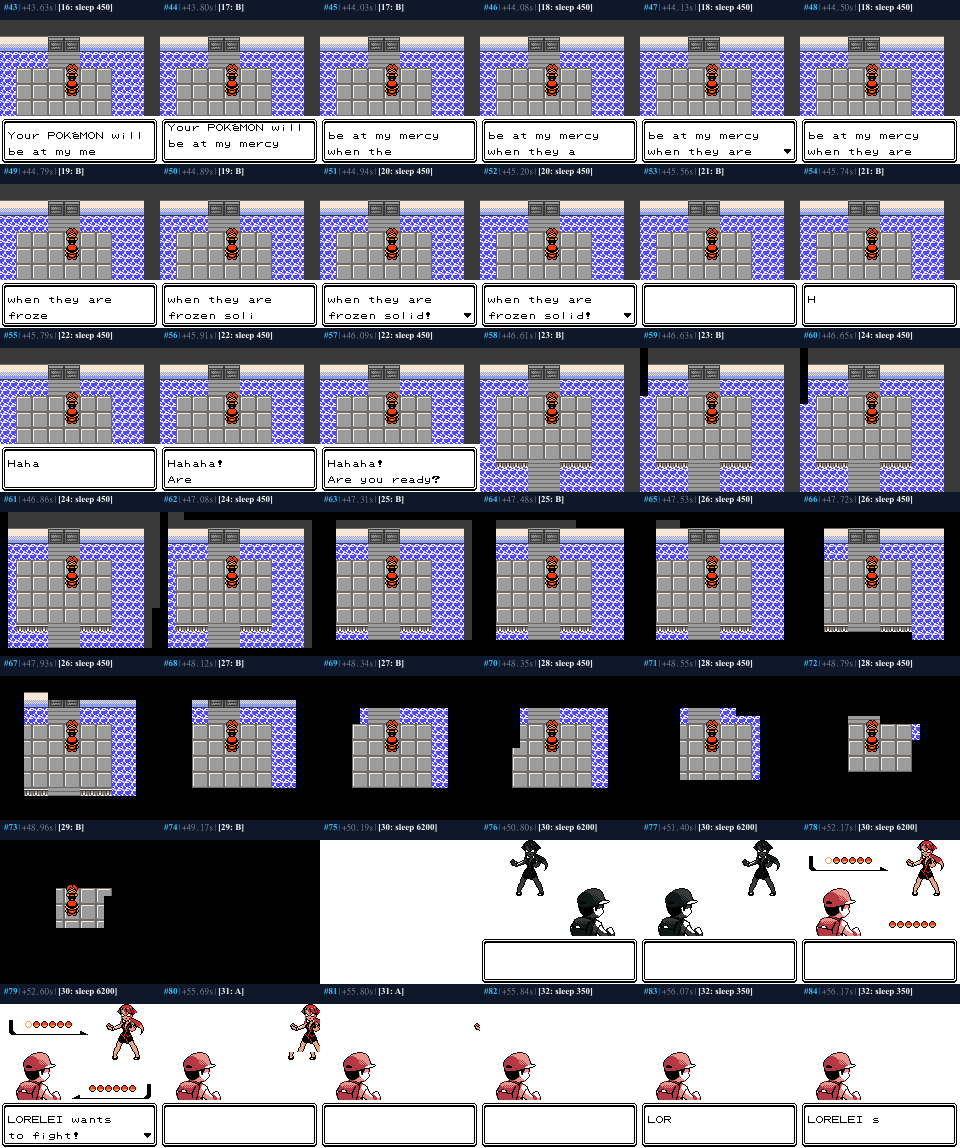 #43|+43.63s| [16: sleep 450]
#44|+43.80s| [17: B]
#45|+44.03s| [17: B]
#46|+44.08s| [18: sleep 450]
#47|+44.13s| [18: sleep 450]
#48|+44.50s| [18: sleep 450]
Your POKéMON will
be at my me
Your POKéMON will
be at my mercy
be at my mercy
when the
be at my mercy
when they a
be at my mercy
when they are
be at my mercy
when they are
#49|+44.79s| [19: B]
#50|+44.89s| [19: B]
#51|+44.94s| [20: sleep 450]
#52|+45.20s| [20: sleep 450]
#53|+45.56s| [21: B]
#54|+45.74s| [21: B]
when they are
froze
when they are
frozen soli
when they are
frozen solid!
when they are
frozen solid!
H
#55|+45.79s| [22: sleep 450]
#56|+45.91s| [22: sleep 450]
#57|+46.09s| [22: sleep 450]
#58|+46.61s| [23: B]
#59|+46.63s| [23: B]
#60|+46.65s| [24: sleep 450]
Haha
Hahaha!
Are
Hahaha!
Are you ready?
#61|+46.86s| [24: sleep 450]
#62|+47.08s| [24: sleep 450]
#63|+47.31s| [25: B]
#64|+47.48s| [25: B]
#65|+47.53s| [26: sleep 450]
#66|+47.72s| [26: sleep 450]
#67|+47.93s| [26: sleep 450]
#68|+48.12s| [27: B]
#69|+48.34s| [27: B]
#70|+48.35s| [28: sleep 450]
#71|+48.55s| [28: sleep 450]
#72|+48.79s| [28: sleep 450]
#73|+48.96s| [29: B]
#74|+49.17s| [29: B]
#75|+50.19s| [30: sleep 6200]
#76|+50.80s| [30: sleep 6200]
#77|+51.40s| [30: sleep 6200]
#78|+52.17s| [30: sleep 6200]
#79|+52.60s| [30: sleep 6200]
#80|+55.69s| [31: A]
#81|+55.80s| [31: A]
#82|+55.84s| [32: sleep 350]
#83|+56.07s| [32: sleep 350]
#84|+56.17s| [32: sleep 350]
LORELEI wants
to fight!
LOR
LORELEI s